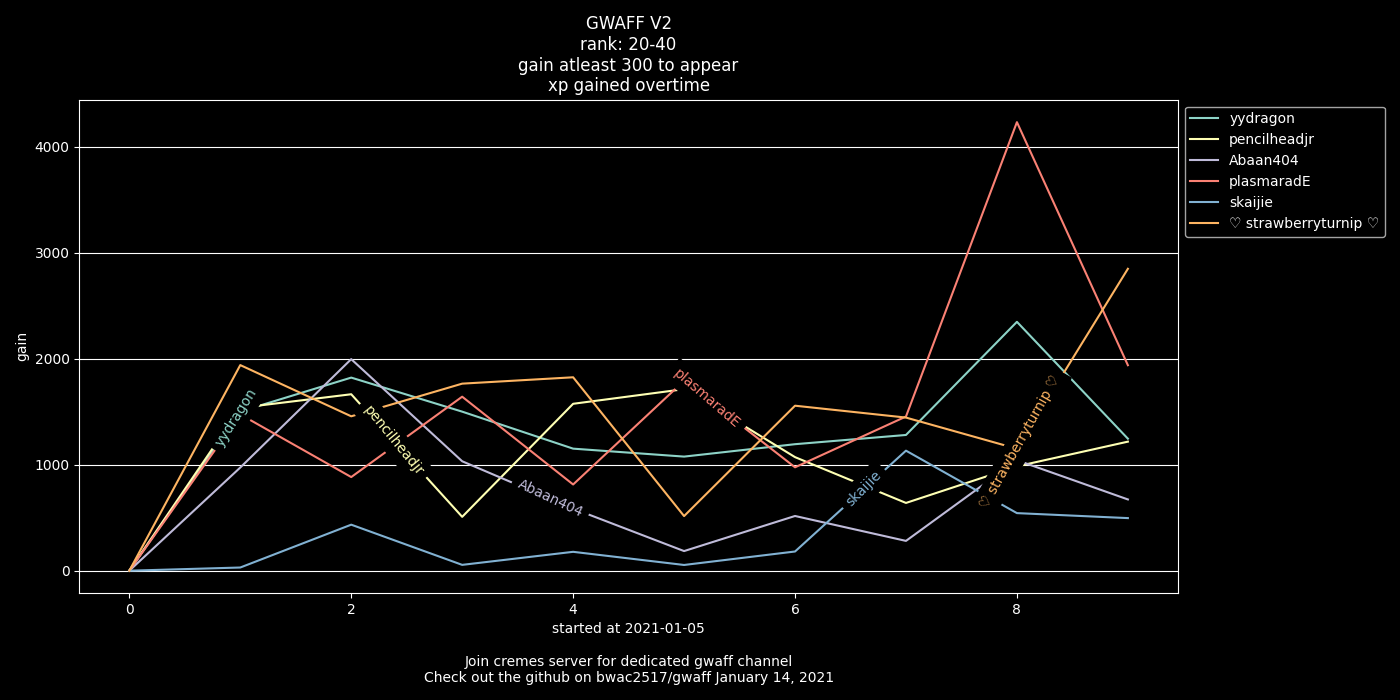 GWAFF V2
rank: 20-40
gain atleast 300 to appear
xp gained overtime
yydragon
pencilheadjr
Abaan404
plasmaradE
skaijie
♡ strawberryturnip ♡
4000
3000
2000
1000
0
gain
yydragon
pencilheadjr
Abaan404
plasmaradE
skaijie
♡ strawberryturnip ♡
0
2
4
6
8
started at 2021-01-05
Join cremes server for dedicated gwaff channel
Check out the github on bwac2517/gwaff January 14, 2021